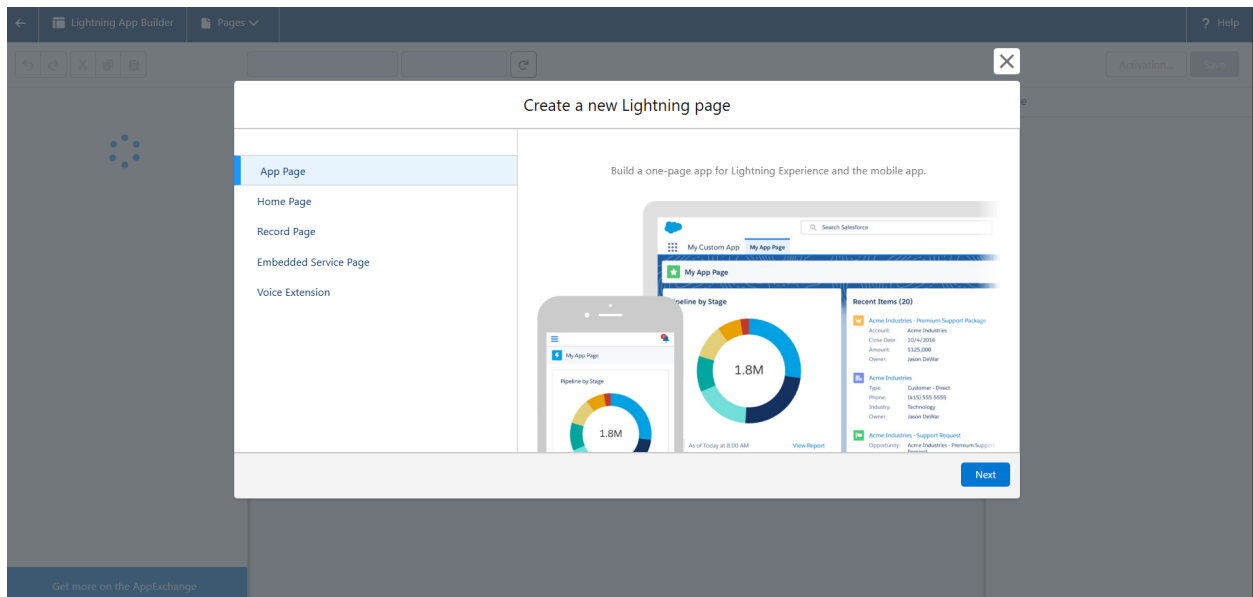 Lightning App Builder
Pages
? Help
Activation...
Save
Create a new Lightning page
App Page
Home Page
Record Page
Embedded Service Page
Voice Extension
Build a one-page app for Lightning Experience and the mobile app.
Search Salesforce
My Custom App My App Page
My App Page
Pipeline by Stage
1.8M
As of Today at 8:00 AM View Report
Recent Items (20)
Acme Industries - Premium Support Package
Account: Acme Industries
Close Date: 10/4/2016
Amount: $125,000
Owner: Jason DeWar
Acme Industries
Type: Customer - Direct
Phone: (415) 555-5555
Industry: Technology
Owner: Jason DeWar
Acme Industries - Support Request
Opportunity: Acme Industries - Premium Support
Request
My App Page
Pipeline by Stage
1.8M
Next
Get more on the AppExchange